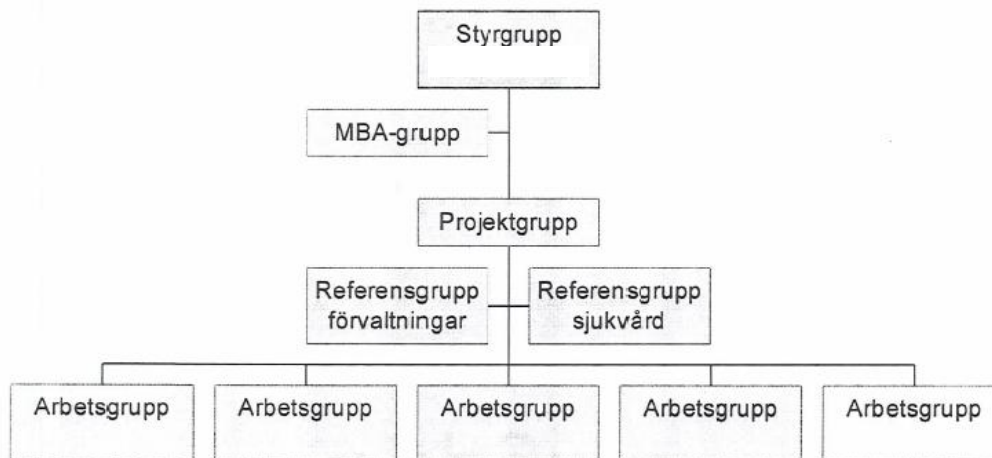 Styrgrupp
MBA-grupp
Projektgrupp
Referensgrupp
förvaltningar
Referensgrupp
sjukvård
Arbetsgrupp
Arbetsgrupp
Arbetsgrupp
Arbetsgrupp
Arbetsgrupp